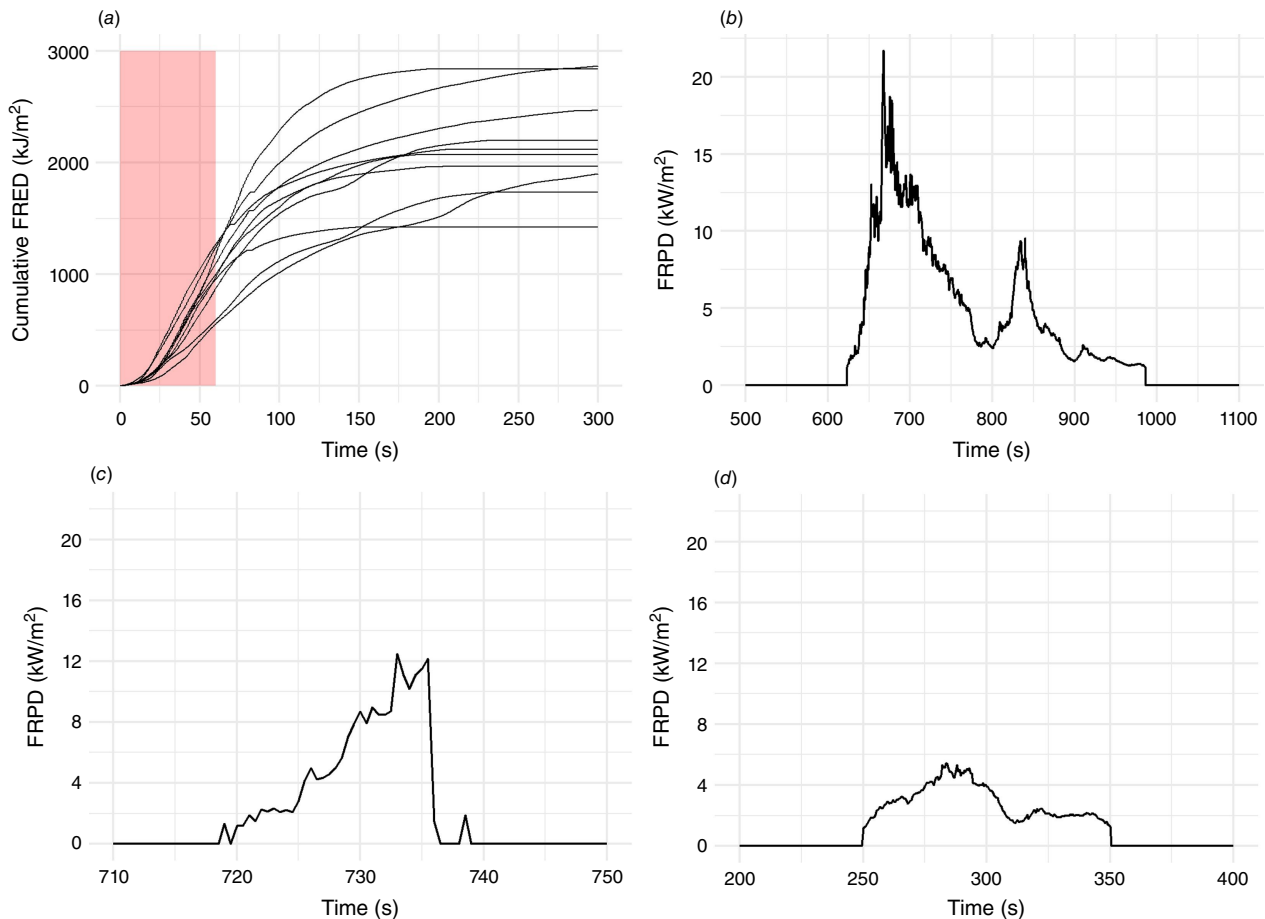 (a)
Cumulative FRED (kJ/m²)
3000
2000
1000
0
0 50 100 150 200 250 300
Time (s)
(b)
FRPD (kW/m²)
20
15
10
5
0
500 600 700 800 900 1000 1100
Time (s)
(c)
FRPD (kW/m²)
20
16
12
8
4
0
710 720 730 740 750
Time (s)
(d)
FRPD (kW/m²)
20
16
12
8
4
0
200 250 300 350 400
Time (s)